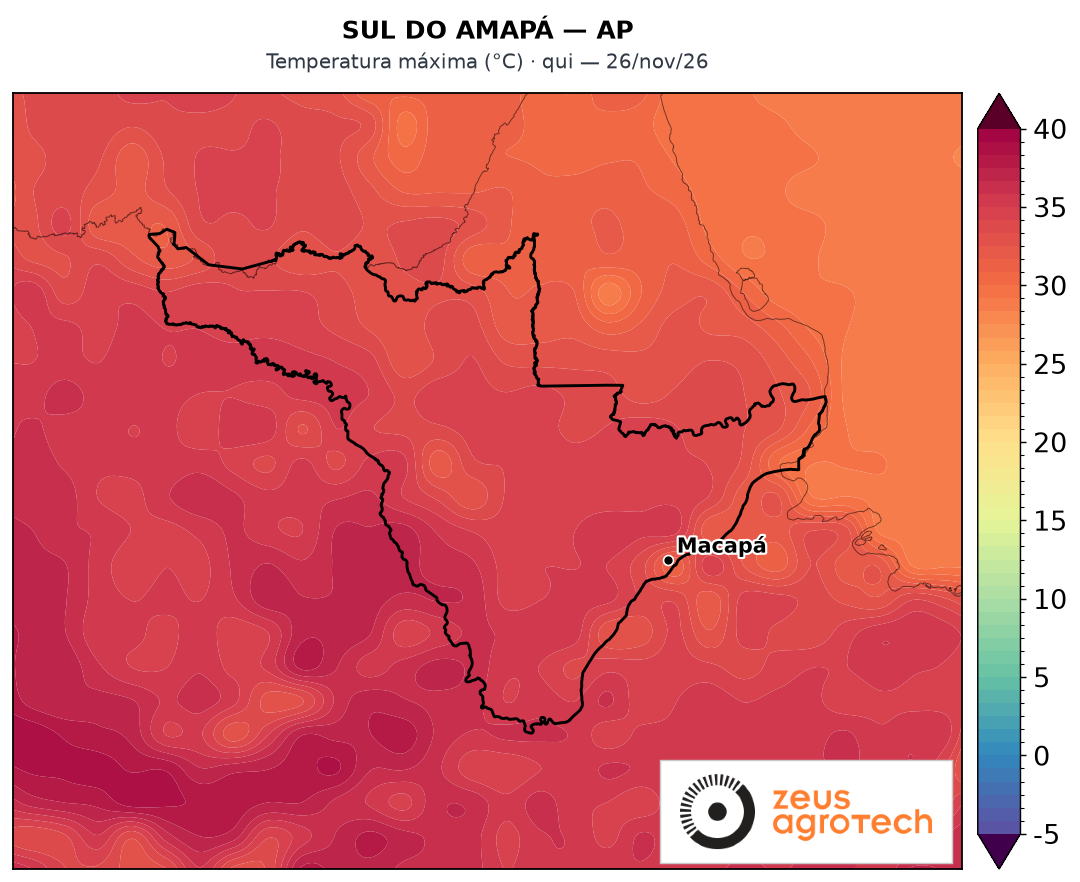 SUL DO AMAPÁ — AP
Temperatura máxima (°C) · qui — 26/nov/26
40
35
30
25
20
15
10
5
0
-5
Macapá
zeus
agrotech